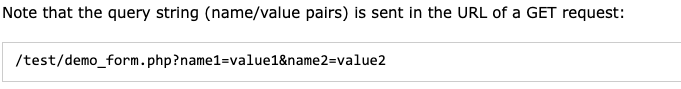 Note that the query string (name/value pairs) is sent in the URL of a GET request:
/test/demo_form.php?name1=value1&name2=value2